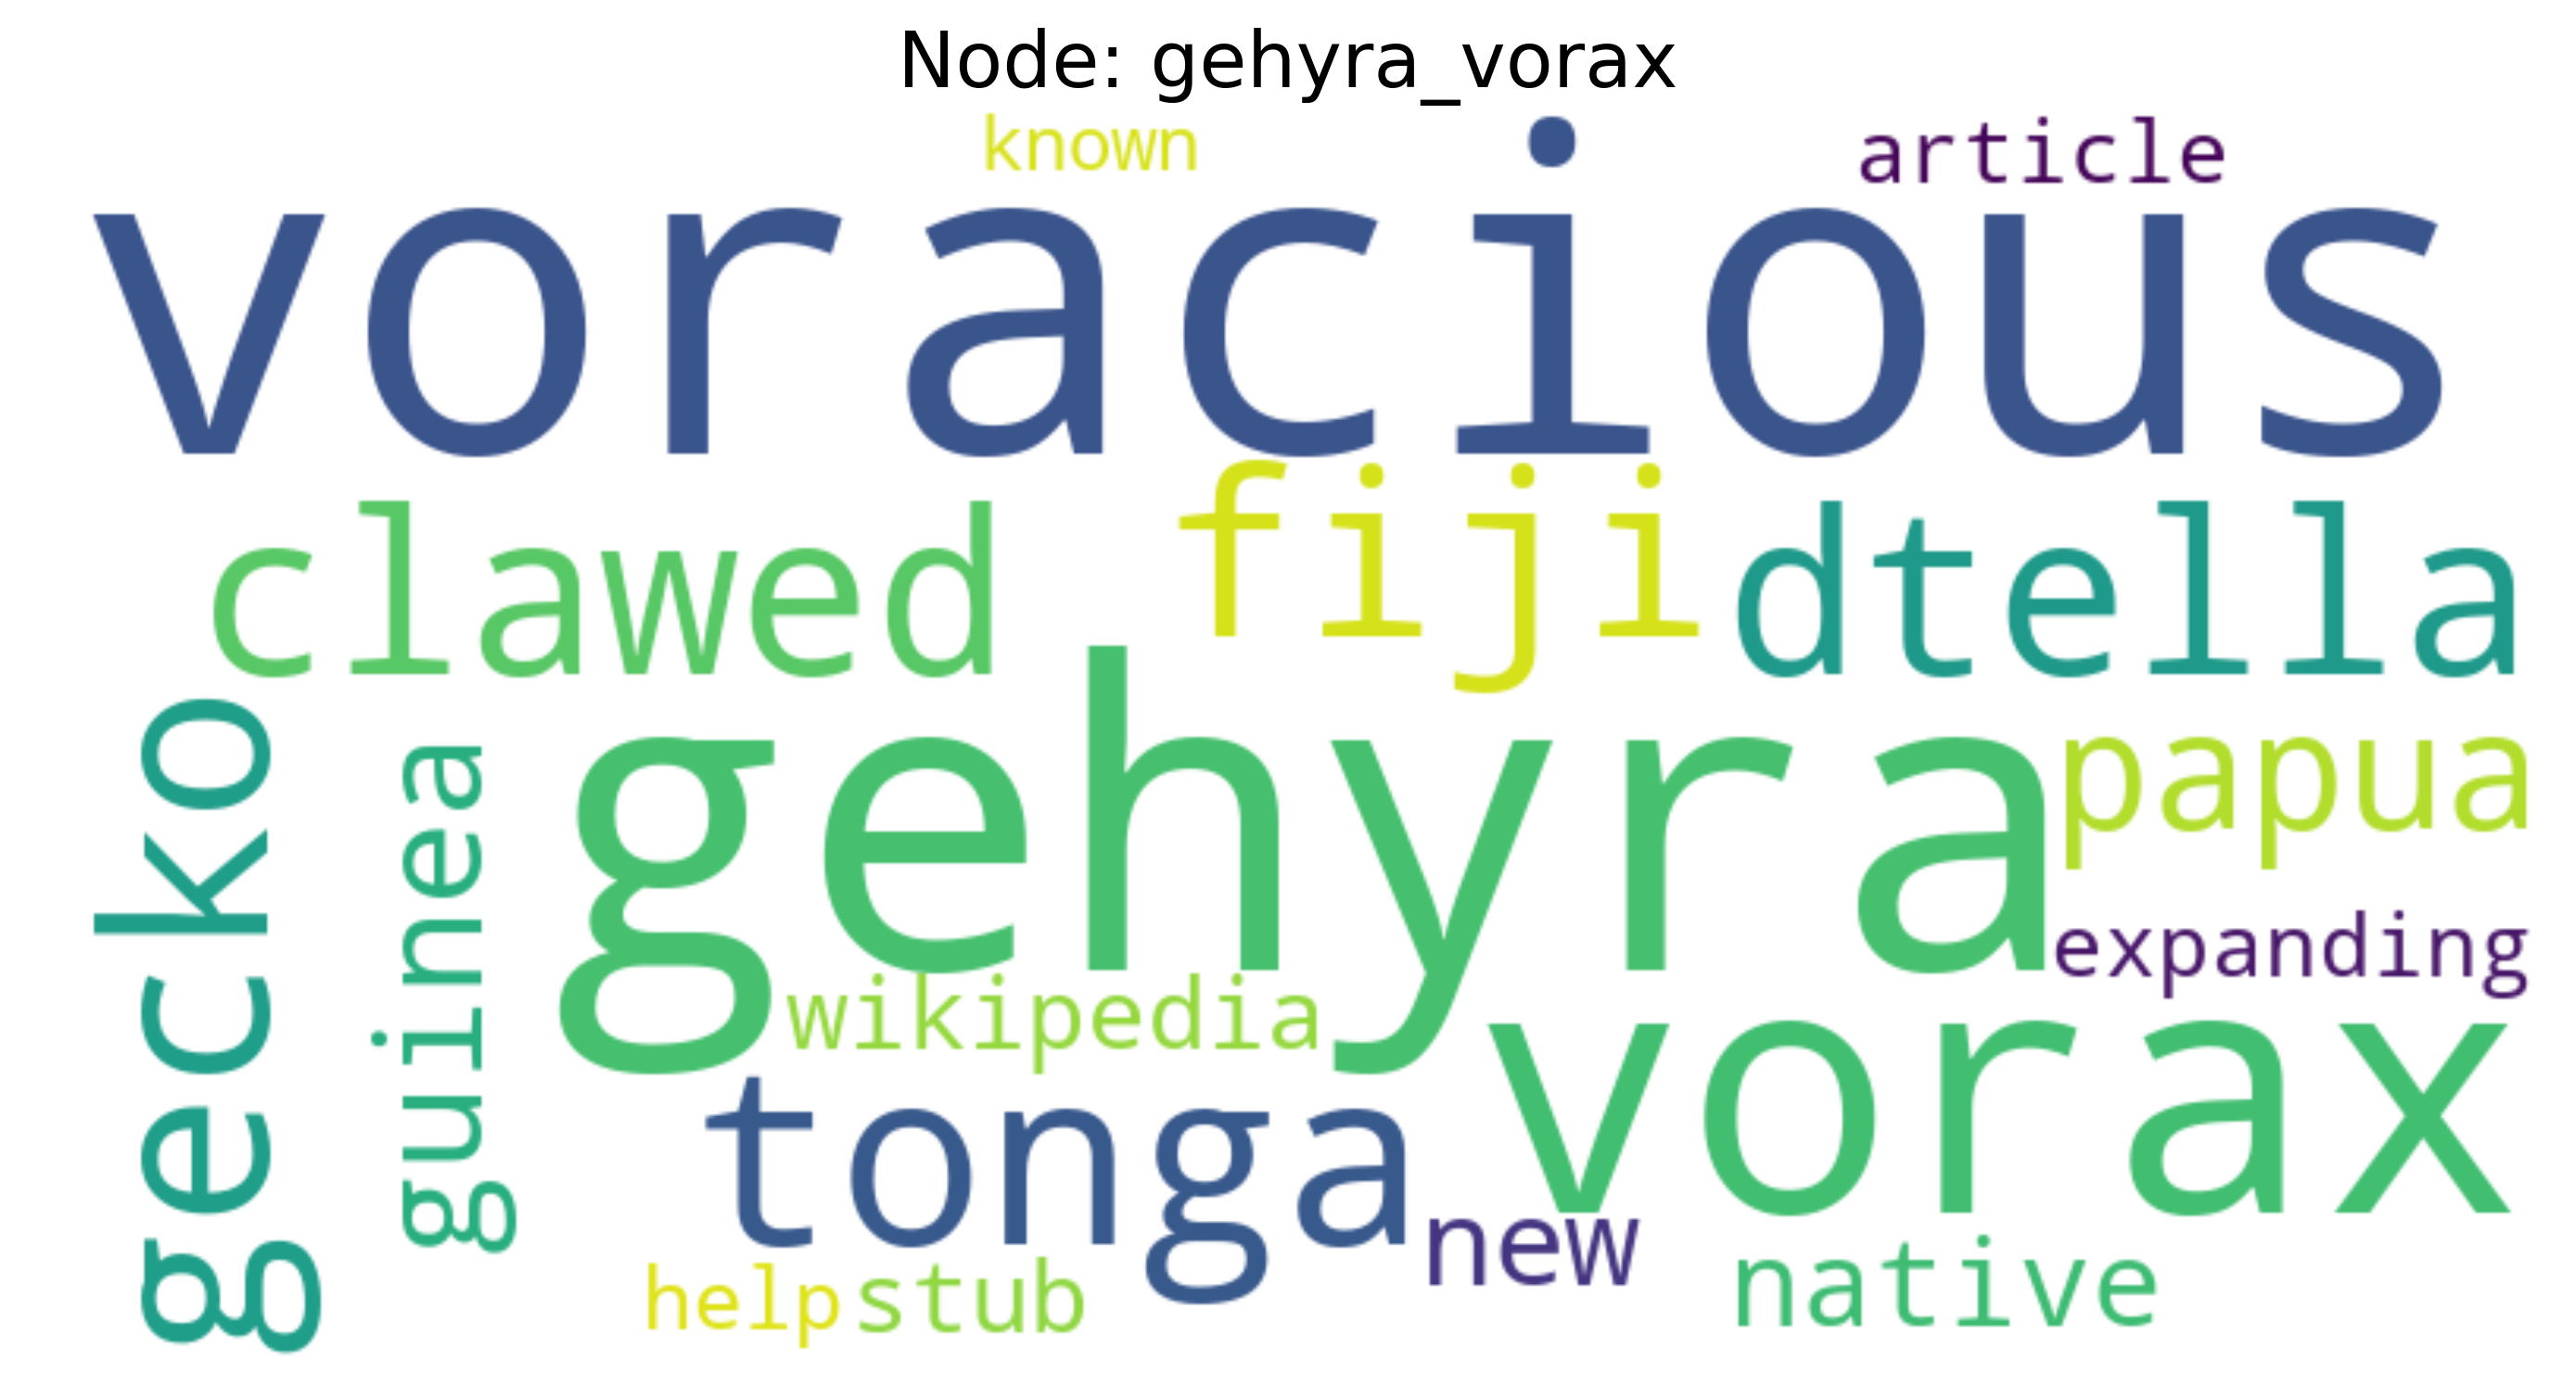 Node: gehyra_vorax
known
article
voracious
clawed
fiji
dtella
gecko
guinea
gehyra
papua
expanding
wikipedia
vorax
tonga
new
native
help
stub